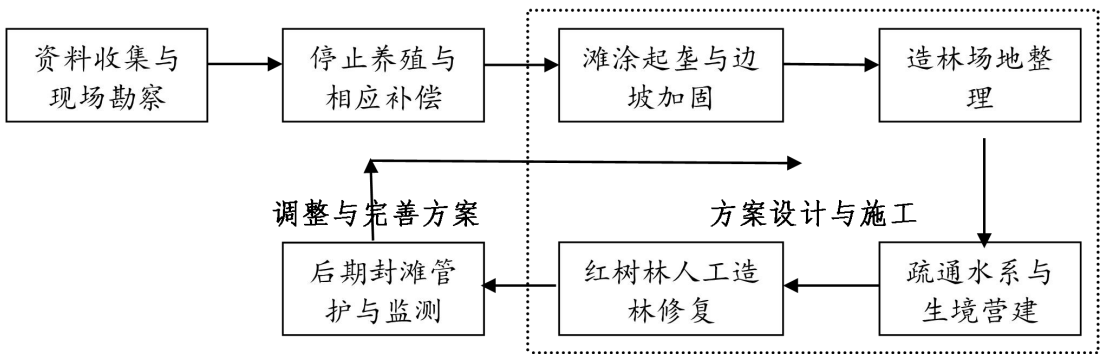 资料收集与
现场勘察
停止养殖与
相应补偿
滩涂起垄与边
坡加固
造林场地整
理
调整与完善方案
方案设计与施工
后期封滩管
护与监测
红树林人工造
林修复
疏通水系与
生境营建